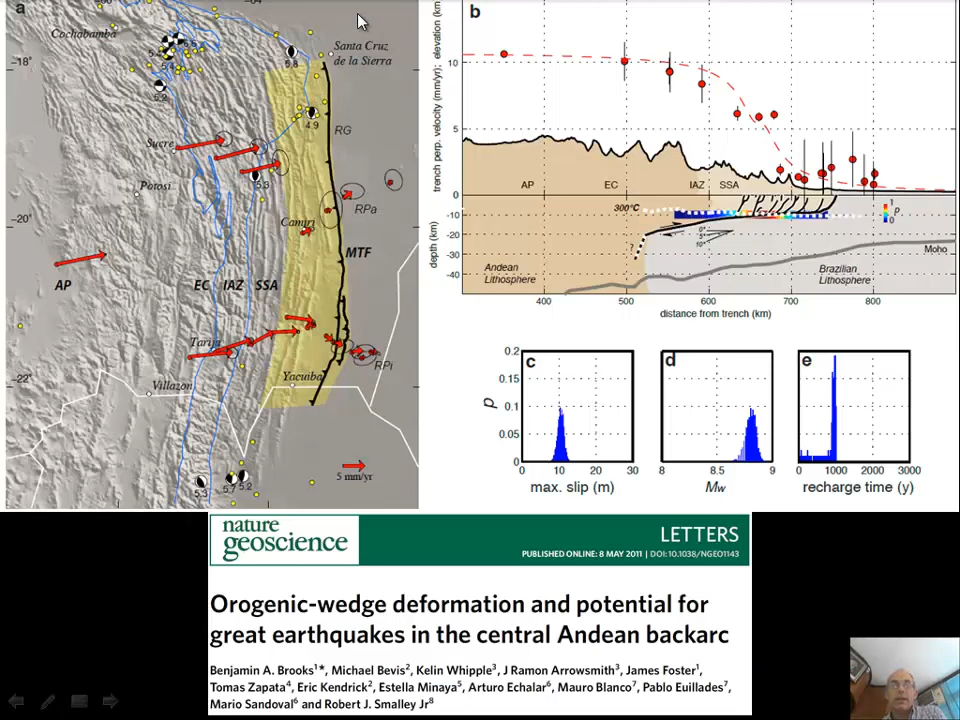 a
Cochabamba
5.8
Santa Cruz
de la Sierra
−18°
5.2
4.9
RG
Sucre
5.3
Potosi
RPa
−20°
Camiri
MTF
AP
EC
IAZ
SSA
Tarija
RPi
−22°
Villazon
Yacuiba
5 mm/yr
5.3
5.7
5.2
b
trench perp. velocity (mm/yr); elevation (km)
10
5
0
AP
EC
IAZ
SSA
300°C
1
p
0
-10
-20
-30
-40
depth (km)
0°
5°
10°
?
Moho
Andean
Lithosphere
Brazilian
Lithosphere
400
500
600
700
800
distance from trench (km)
c
d
e
p
0.2
0.15
0.1
0.05
0
0
10
20
30
max. slip (m)
8
8.5
9
Mw
0
1000
2000
3000
recharge time (y)
nature
geoscience
LETTERS
PUBLISHED ONLINE: 8 MAY 2011 | DOI: 10.1038/NGEO1143
Orogenic-wedge deformation and potential for
great earthquakes in the central Andean backarc
Benjamin A. Brooks1*, Michael Bevis2, Kelin Whipple3, J Ramon Arrowsmith3, James Foster1,
Tomas Zapata4, Eric Kendrick2, Estella Minaya5, Arturo Echalar6, Mauro Blanco7, Pablo Euillades7,
Mario Sandoval6 and Robert J. Smalley Jr8